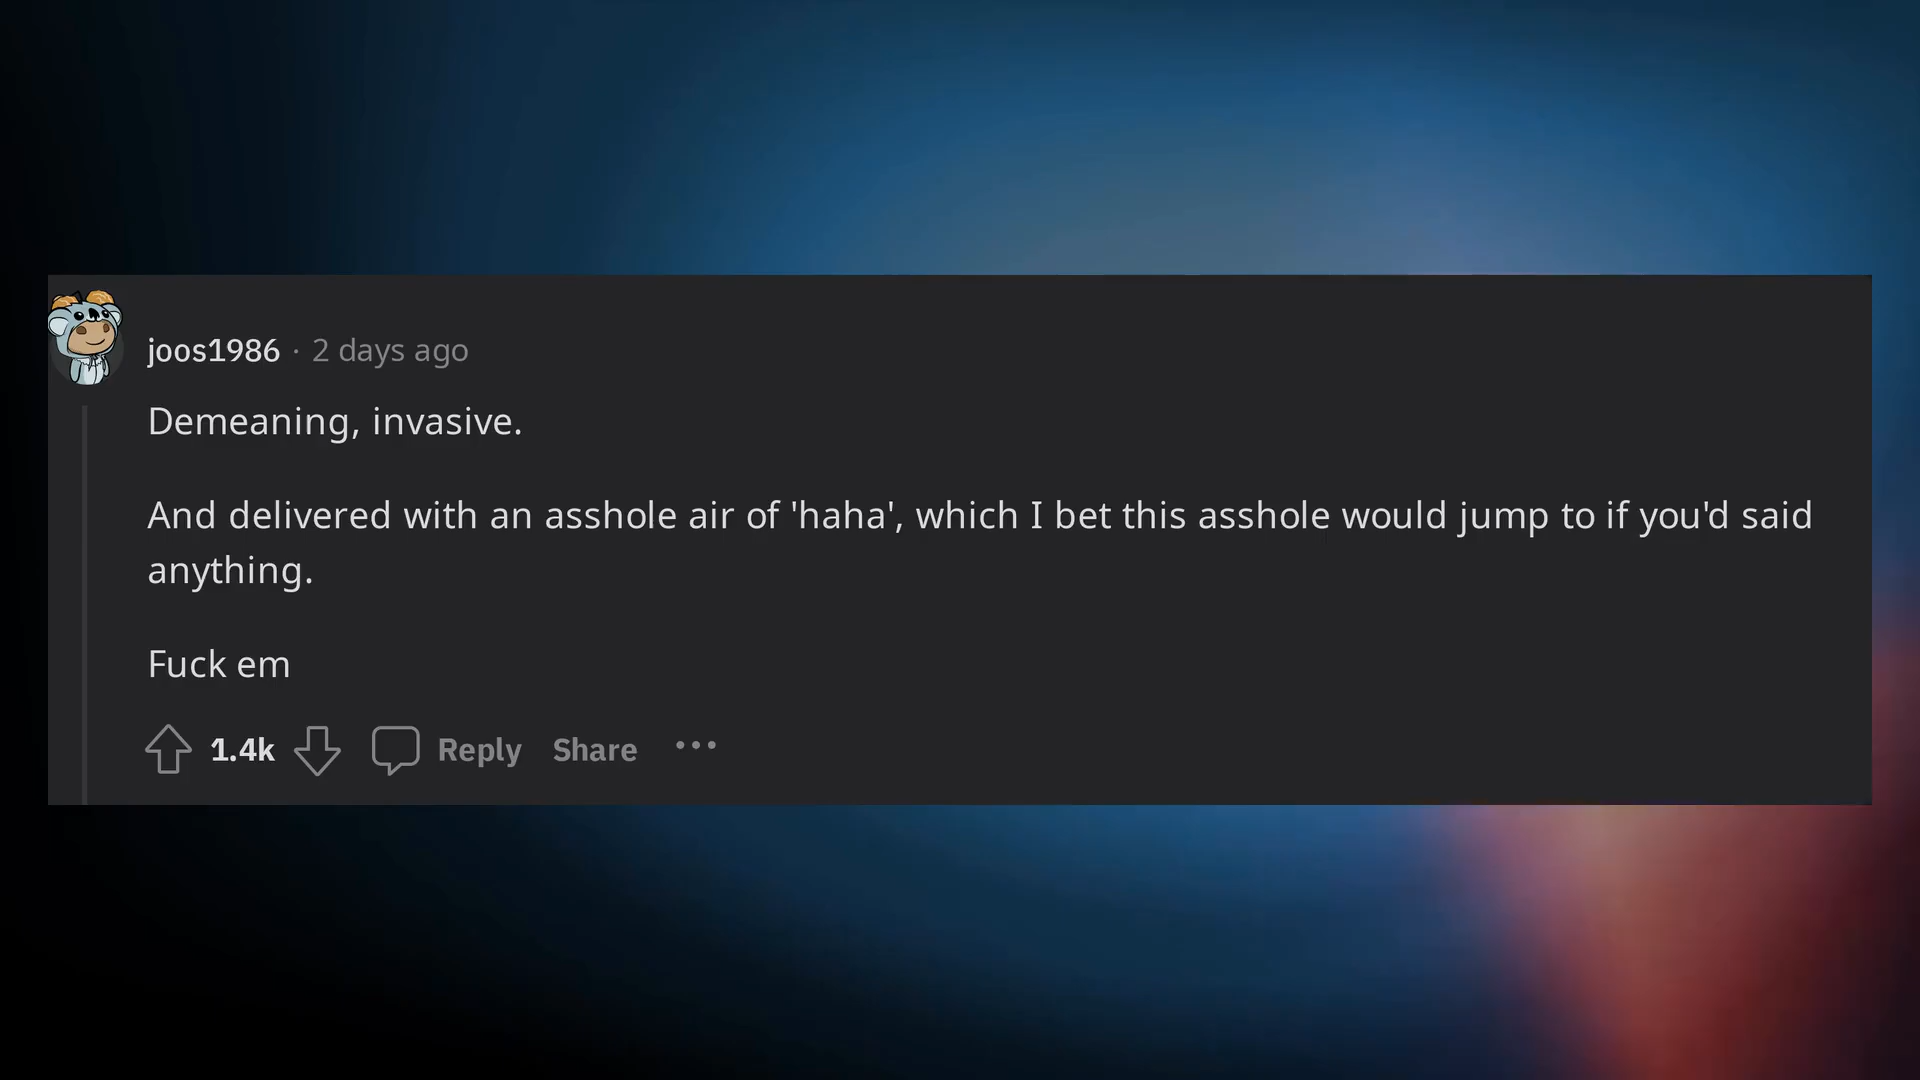 joos1986 · 2 days ago
Demeaning, invasive.
And delivered with an asshole air of 'haha', which I bet this asshole would jump to if you'd said
anything.
Fuck em
1.4k Reply Share ···